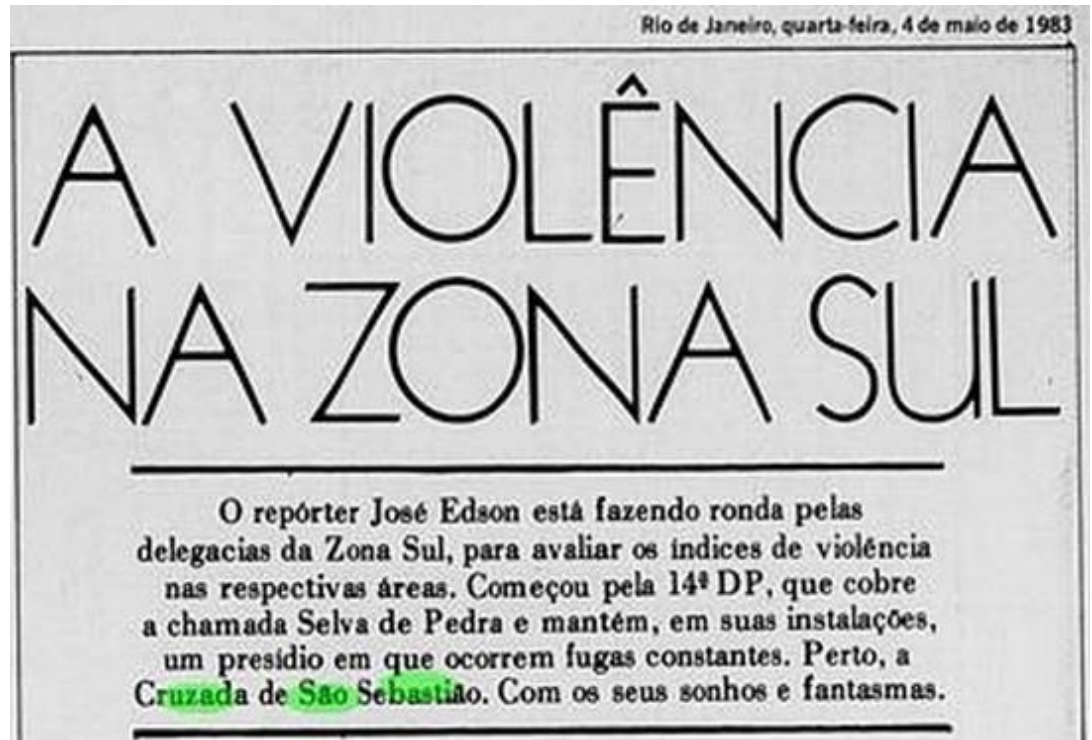 Rio de Janeiro, quarta-feira, 4 de maio de 1983
A VIOLÊNCIA
NA ZONA SUL
O repórter José Edson está fazendo ronda pelas
delegacias da Zona Sul, para avaliar os índices de violência
nas respectivas áreas. Começou pela 14ª DP, que cobre
a chamada Selva de Pedra e mantém, em suas instalações,
um presídio em que ocorrem fugas constantes. Perto, a
Cruzada de São Sebastião. Com os seus sonhos e fantasmas.